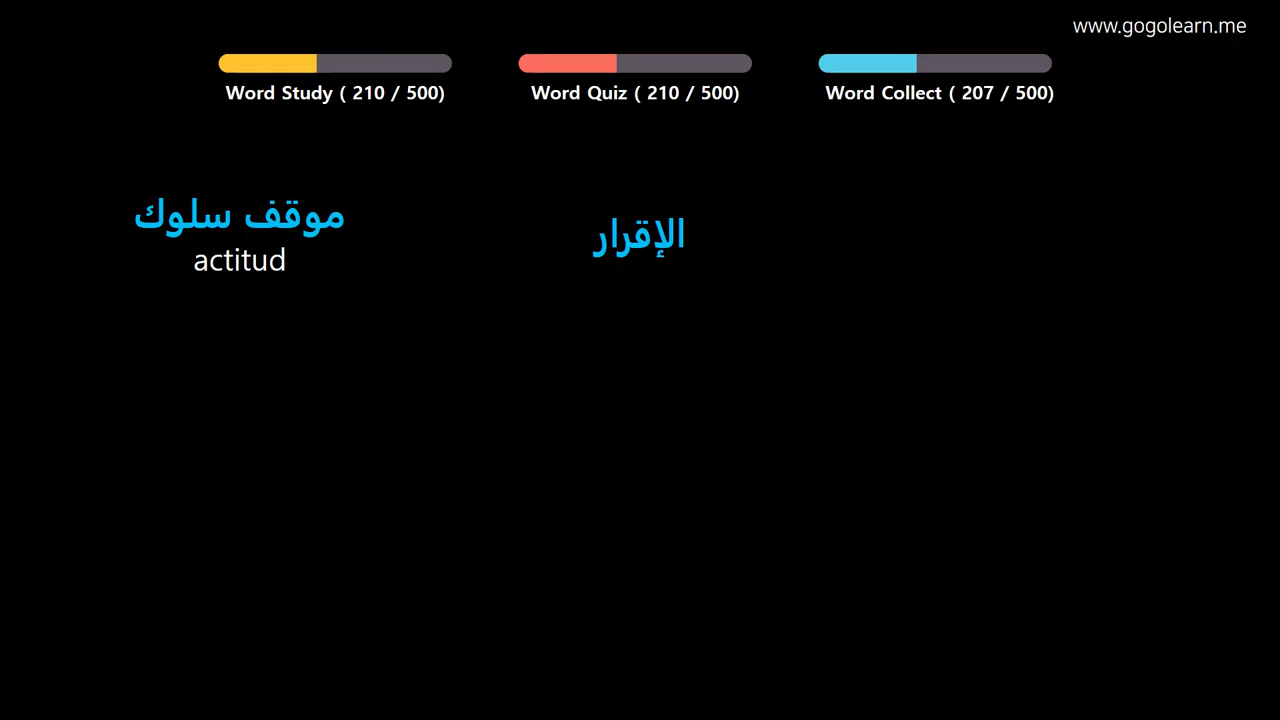 www.gogolearn.me
Word Study ( 210 / 500)
Word Quiz ( 210 / 500)
Word Collect ( 207 / 500)
موقف سلوك
actitud
الإقرار